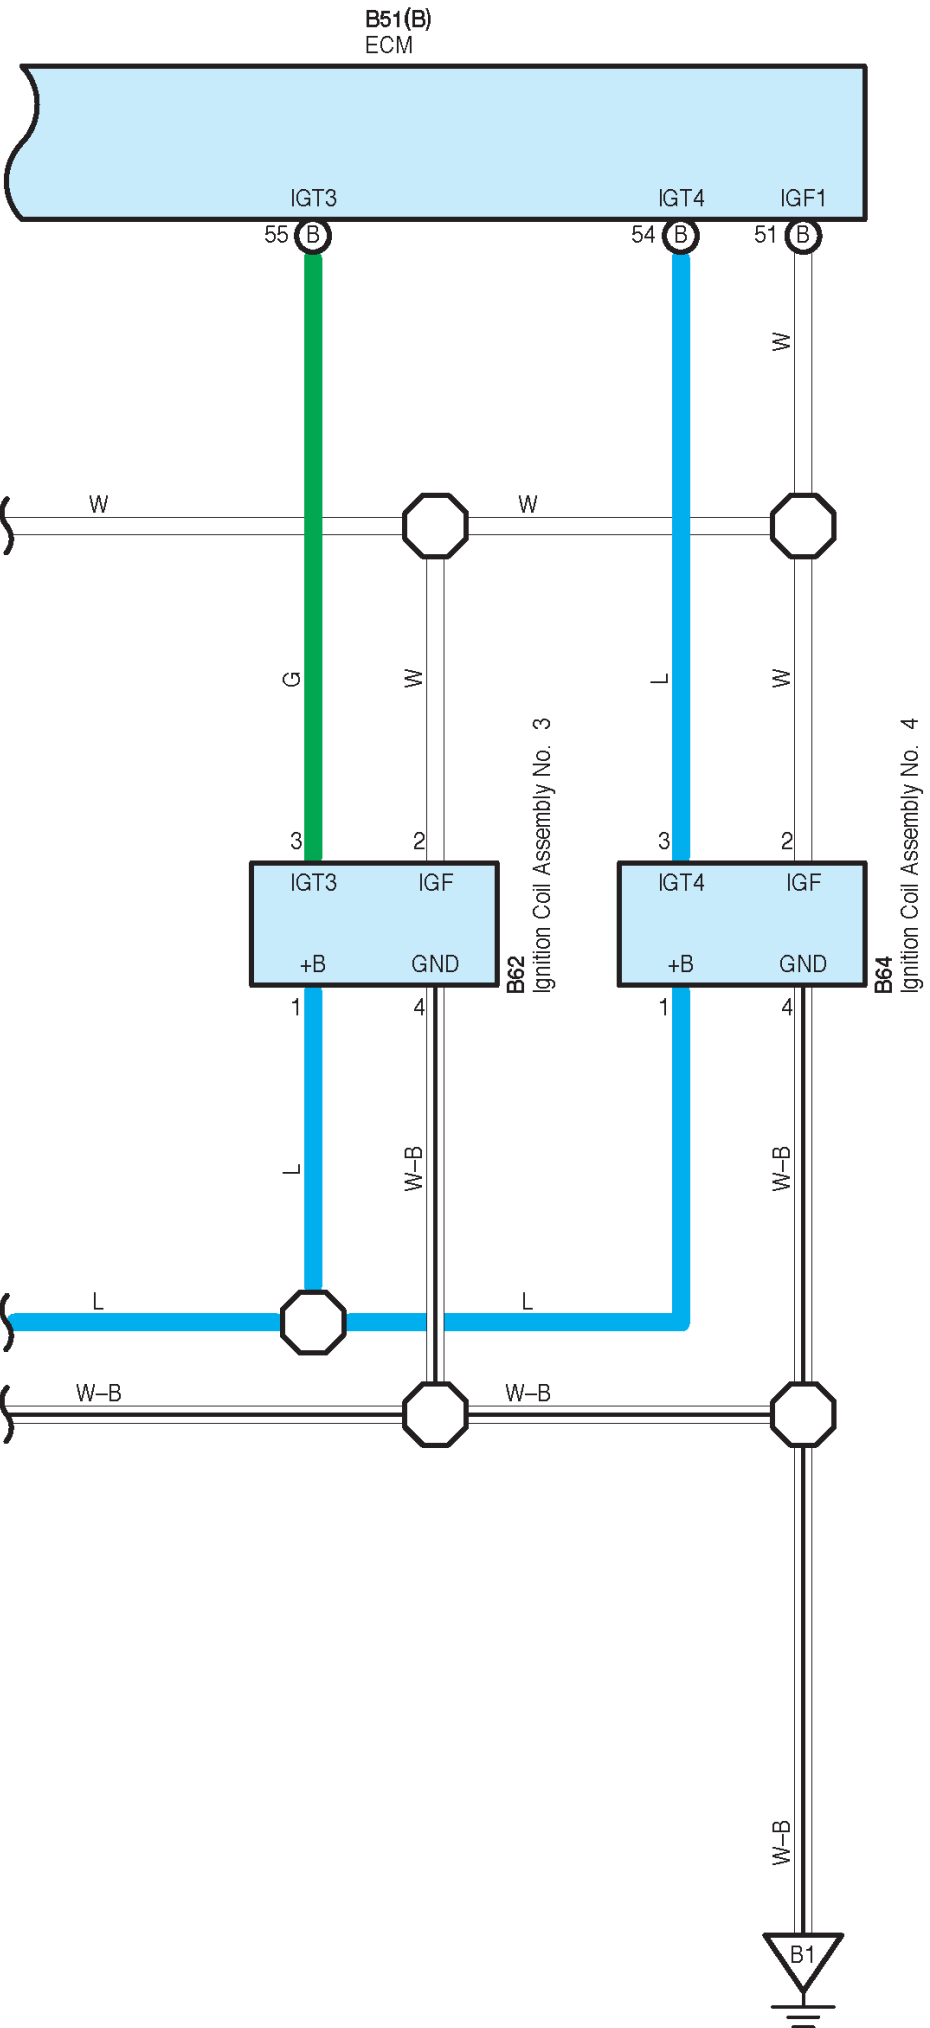 B51(B)
ECM
IGT3 IGT4 IGF1
55 B 54 B 51 B
W
W W
G W L W
Ignition Coil Assembly No. 3
Ignition Coil Assembly No. 4
3 2 3 2
IGT3 IGF IGT4 IGF
+B GND +B GND
B62
B64
1 4 1 4
L W–B W–B
L L
W–B W–B
W–B
B1